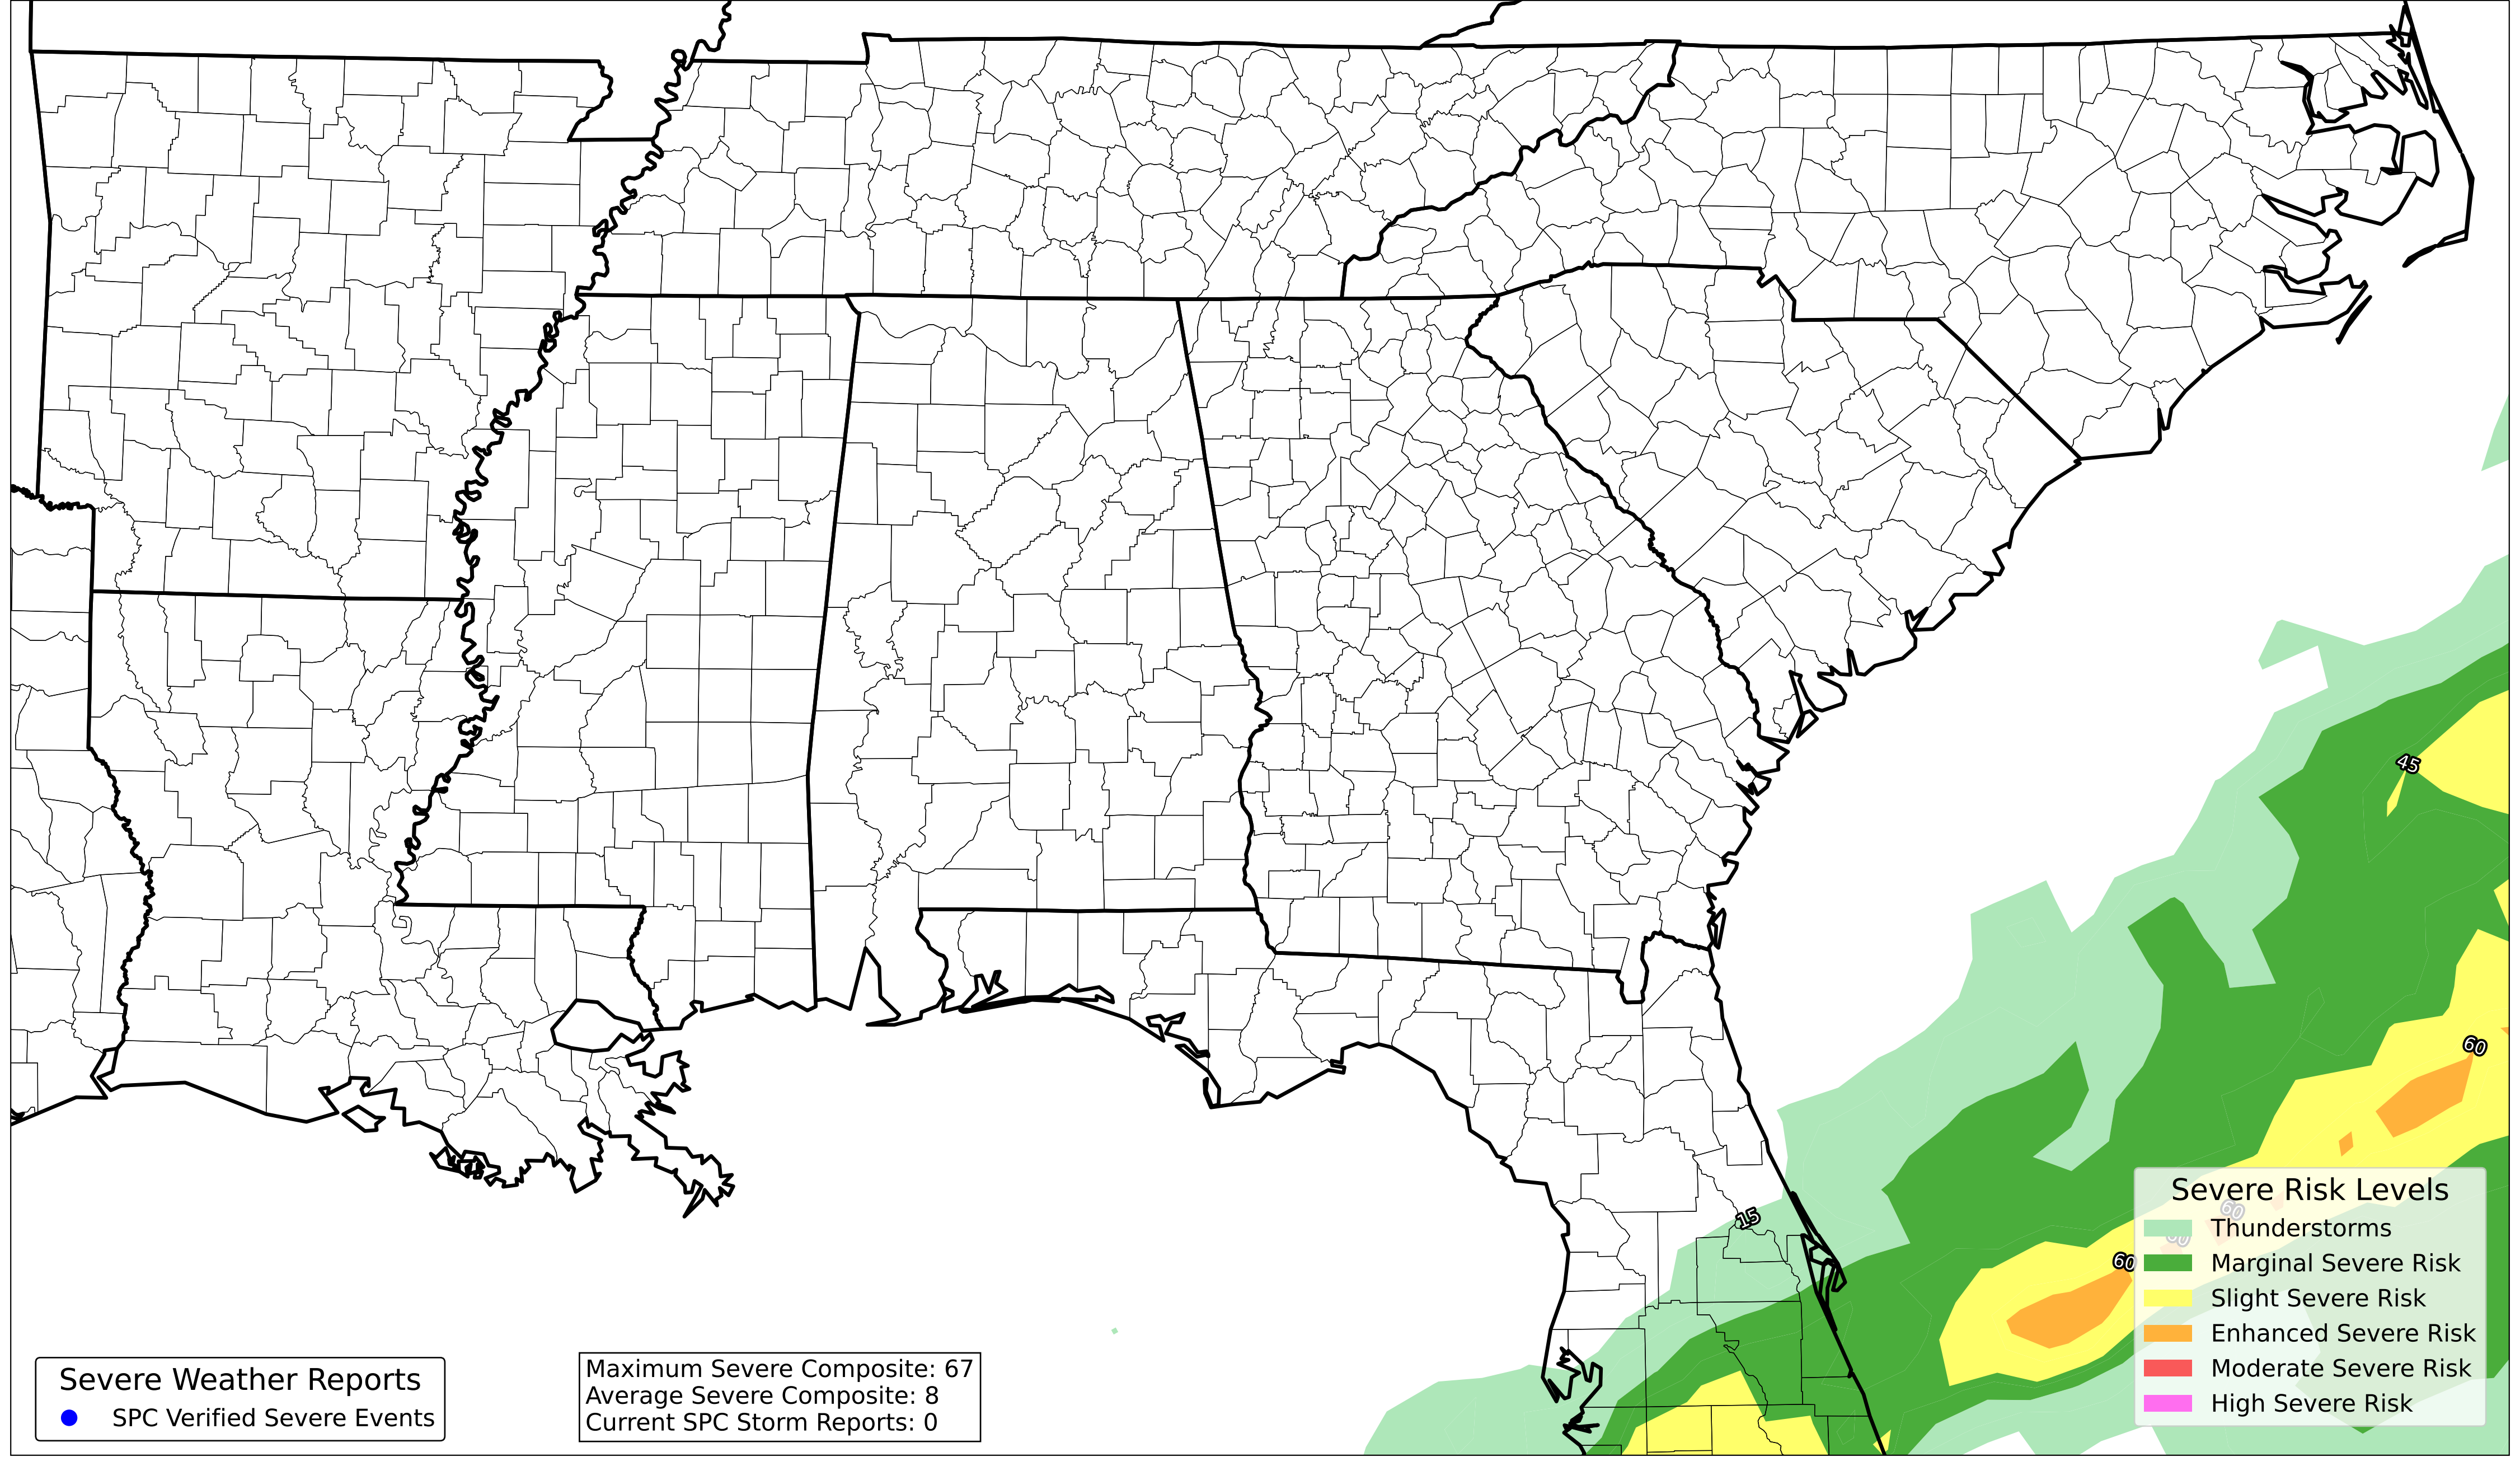 45
60
15
60
60
Severe Risk Levels
Thunderstorms
Marginal Severe Risk
Slight Severe Risk
Enhanced Severe Risk
Moderate Severe Risk
High Severe Risk
Severe Weather Reports
SPC Verified Severe Events
Maximum Severe Composite: 67
Average Severe Composite: 8
Current SPC Storm Reports: 0